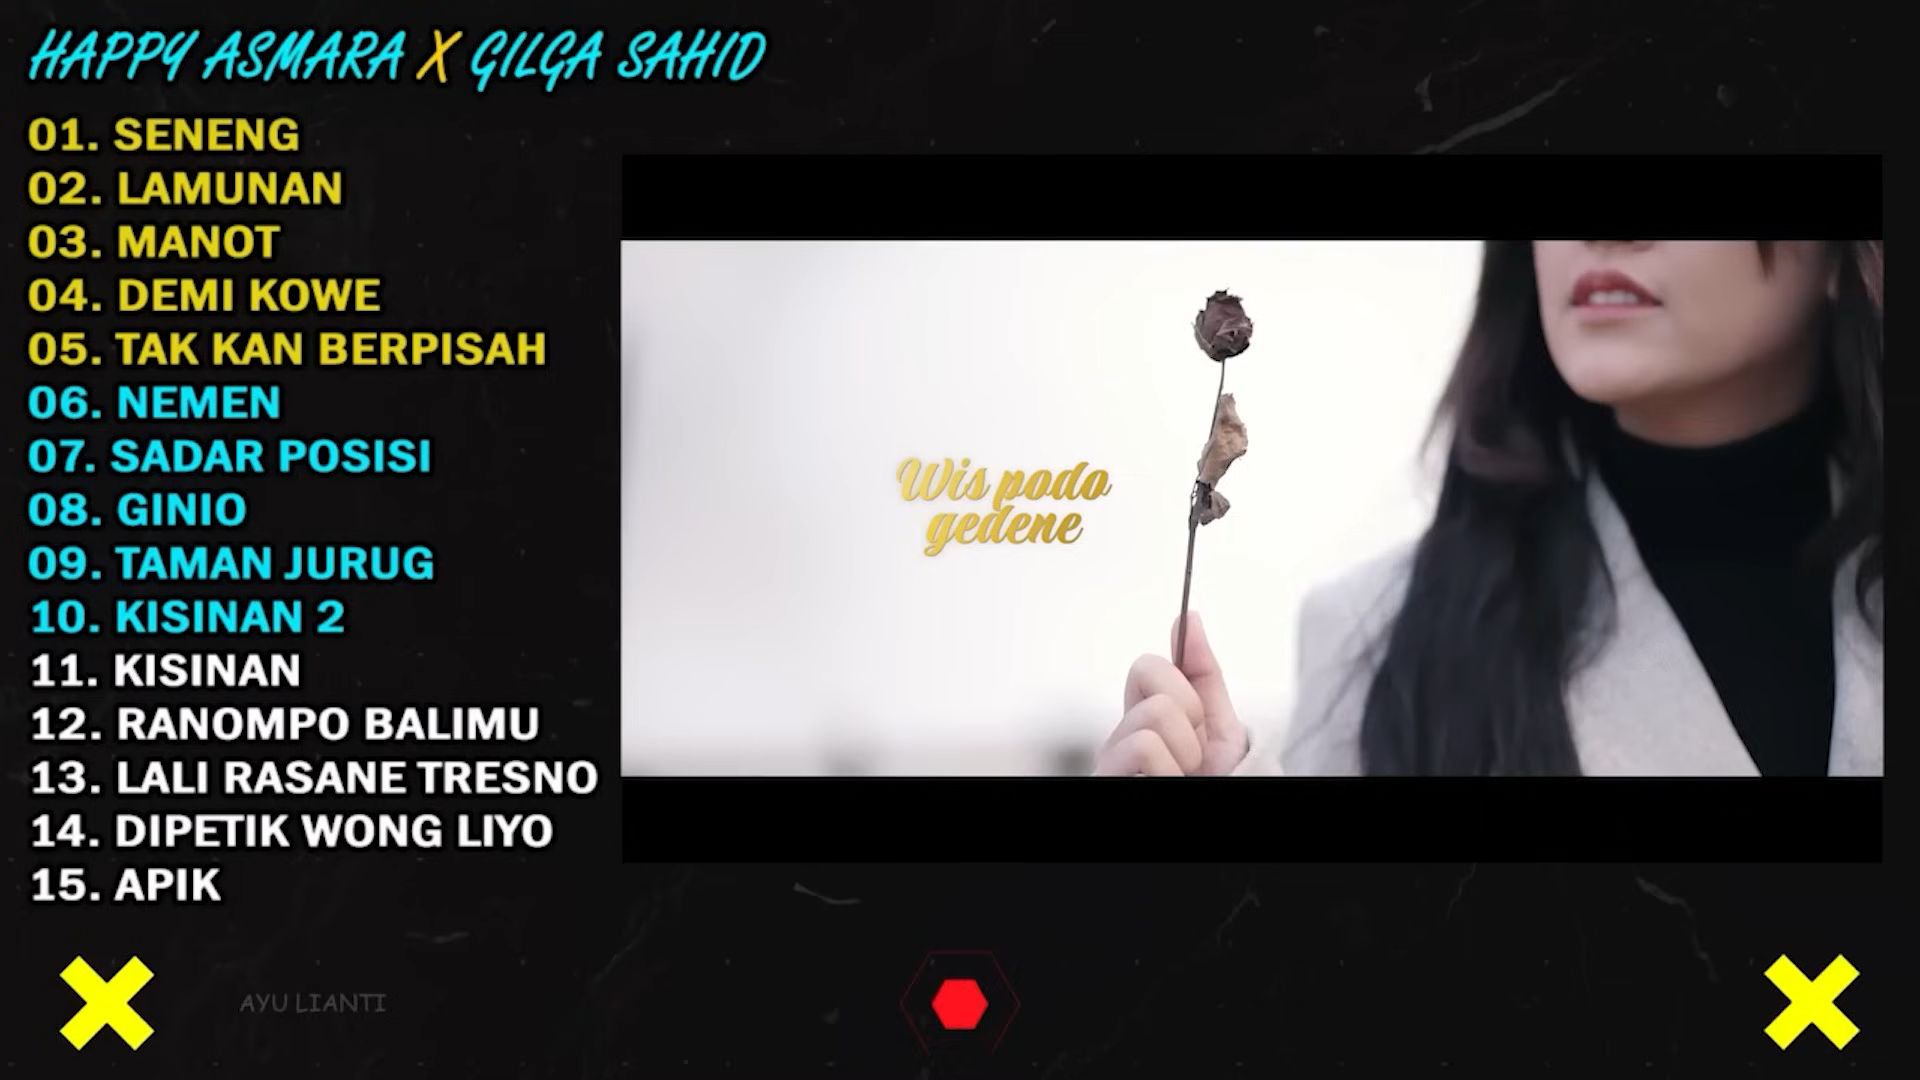 HAPPY ASMARA X GILGA SAHID
01. SENENG
02. LAMUNAN
03. MANOT
04. DEMI KOWE
05. TAK KAN BERPISAH
06. NEMEN
07. SADAR POSISI
08. GINIO
09. TAMAN JURUG
10. KISINAN 2
11. KISINAN
12. RANOMPO BALIMU
13. LALI RASANE TRESNO
14. DIPETIK WONG LIYO
15. APIK
Wis podo
gedene
AYU LIANTI